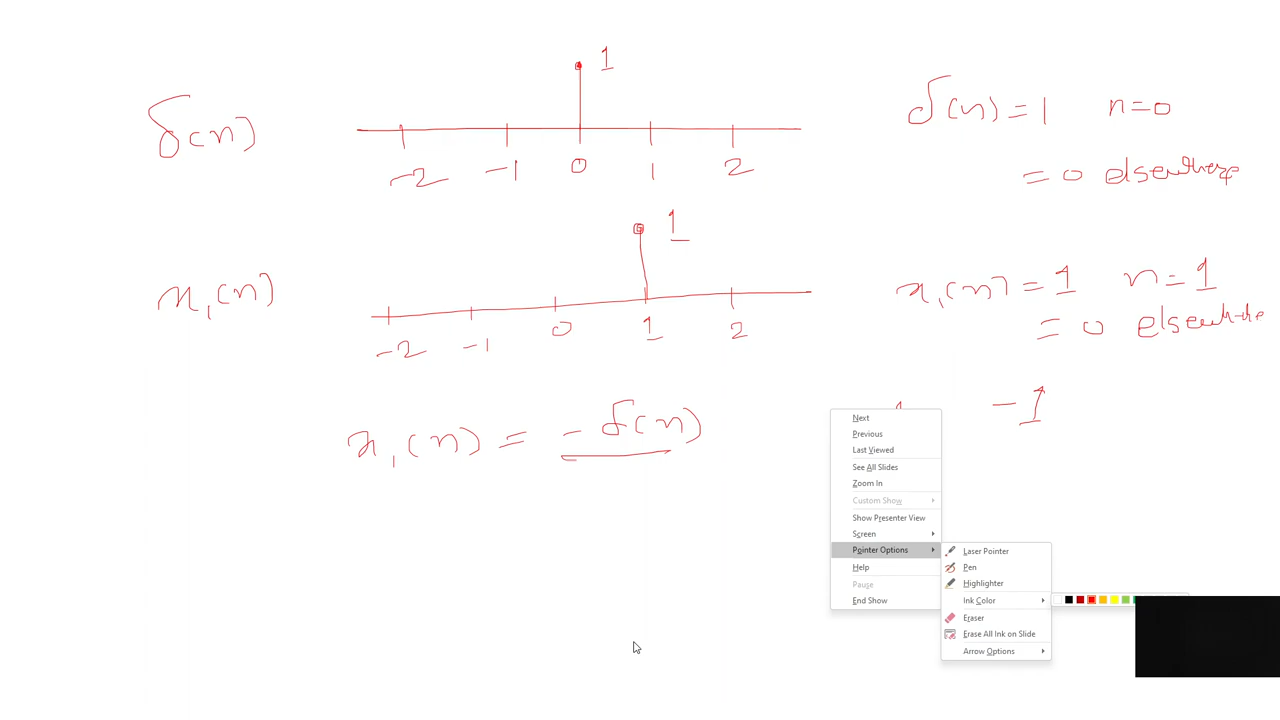 1
δ(n)
-2 -1 0 1 2
δ(n) = 1 n=0
= 0 elsewhere
1
x₁(n)
-2 -1 0 1 2
x₁(n) = 1 n=1
= 0 elsewhere
x₁(n) = -δ(n)
-1
Next
Previous
Last Viewed
See All Slides
Zoom In
Custom Show
Show Presenter View
Screen
Pointer Options
Help
Pause
End Show
Laser Pointer
Pen
Highlighter
Ink Color
Eraser
Erase All Ink on Slide
Arrow Options